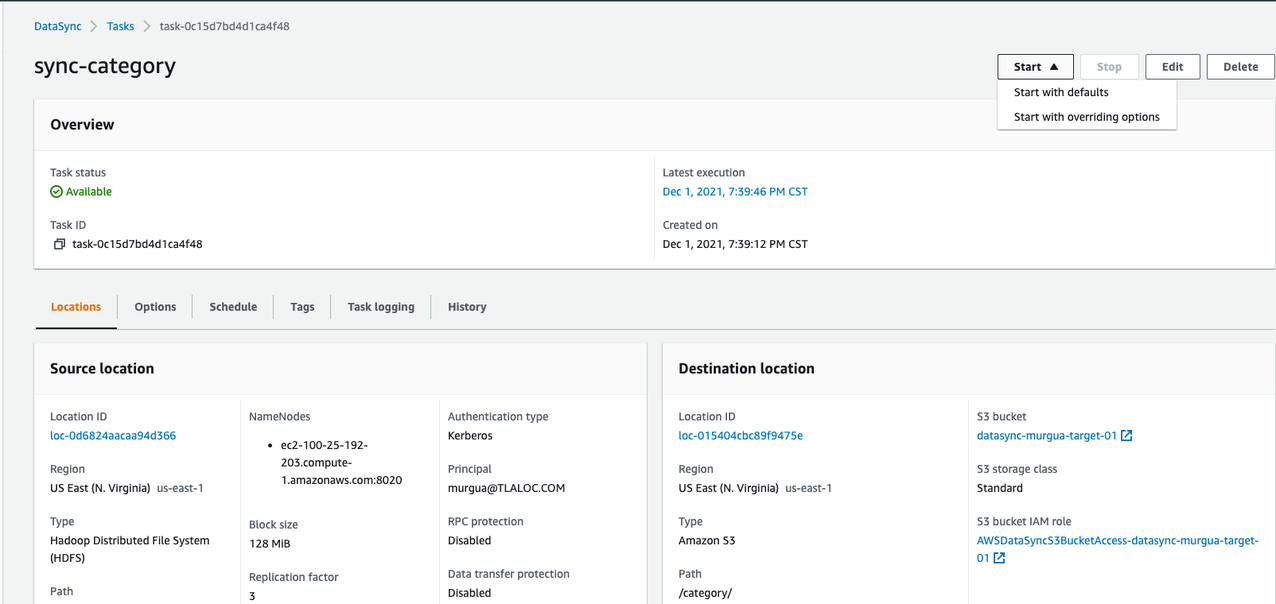 DataSync > Tasks > task-0c15d7bd4d1ca4f48
sync-category
Start ▲ Stop Edit Delete
Start with defaults
Start with overriding options
Overview
Task status
Available
Task ID
task-0c15d7bd4d1ca4f48
Latest execution
Dec 1, 2021, 7:39:46 PM CST
Created on
Dec 1, 2021, 7:39:12 PM CST
Locations Options Schedule Tags Task logging History
Source location
Location ID
loc-0d6824aacaa94d366
Region
US East (N. Virginia) us-east-1
Type
Hadoop Distributed File System
(HDFS)
Path
NameNodes
• ec2-100-25-192-
203.compute-
1.amazonaws.com:8020
Block size
128 MiB
Replication factor
3
Authentication type
Kerberos
Principal
murgua@TLALOC.COM
RPC protection
Disabled
Data transfer protection
Disabled
Destination location
Location ID
loc-015404cbc89f9475e
Region
US East (N. Virginia) us-east-1
Type
Amazon S3
Path
/category/
S3 bucket
datasync-murgua-target-01
S3 storage class
Standard
S3 bucket IAM role
AWSDataSyncS3BucketAccess-datasync-murgua-target-
01